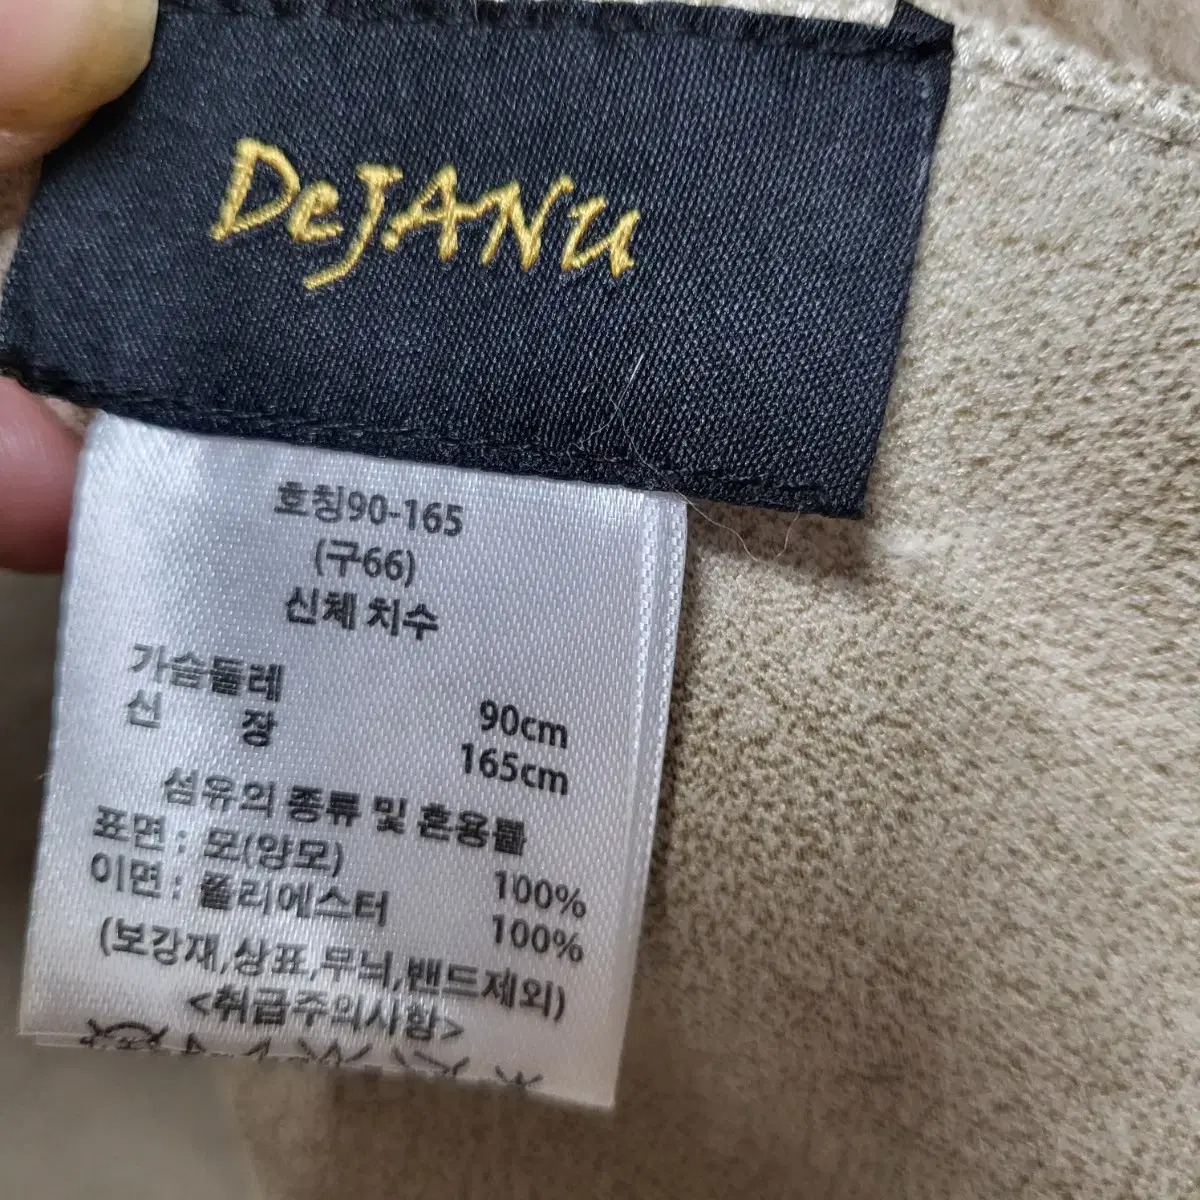 DeJANU
호칭90-165
(구66)
신체 치수
가슴둘레 90cm
신 장 165cm
섬유의 종류 및 혼용률
표면 : 모(양모) 100%
이면 : 폴리에스터 100%
(보강재,상표,무늬,밴드제외)
<취급주의사항>